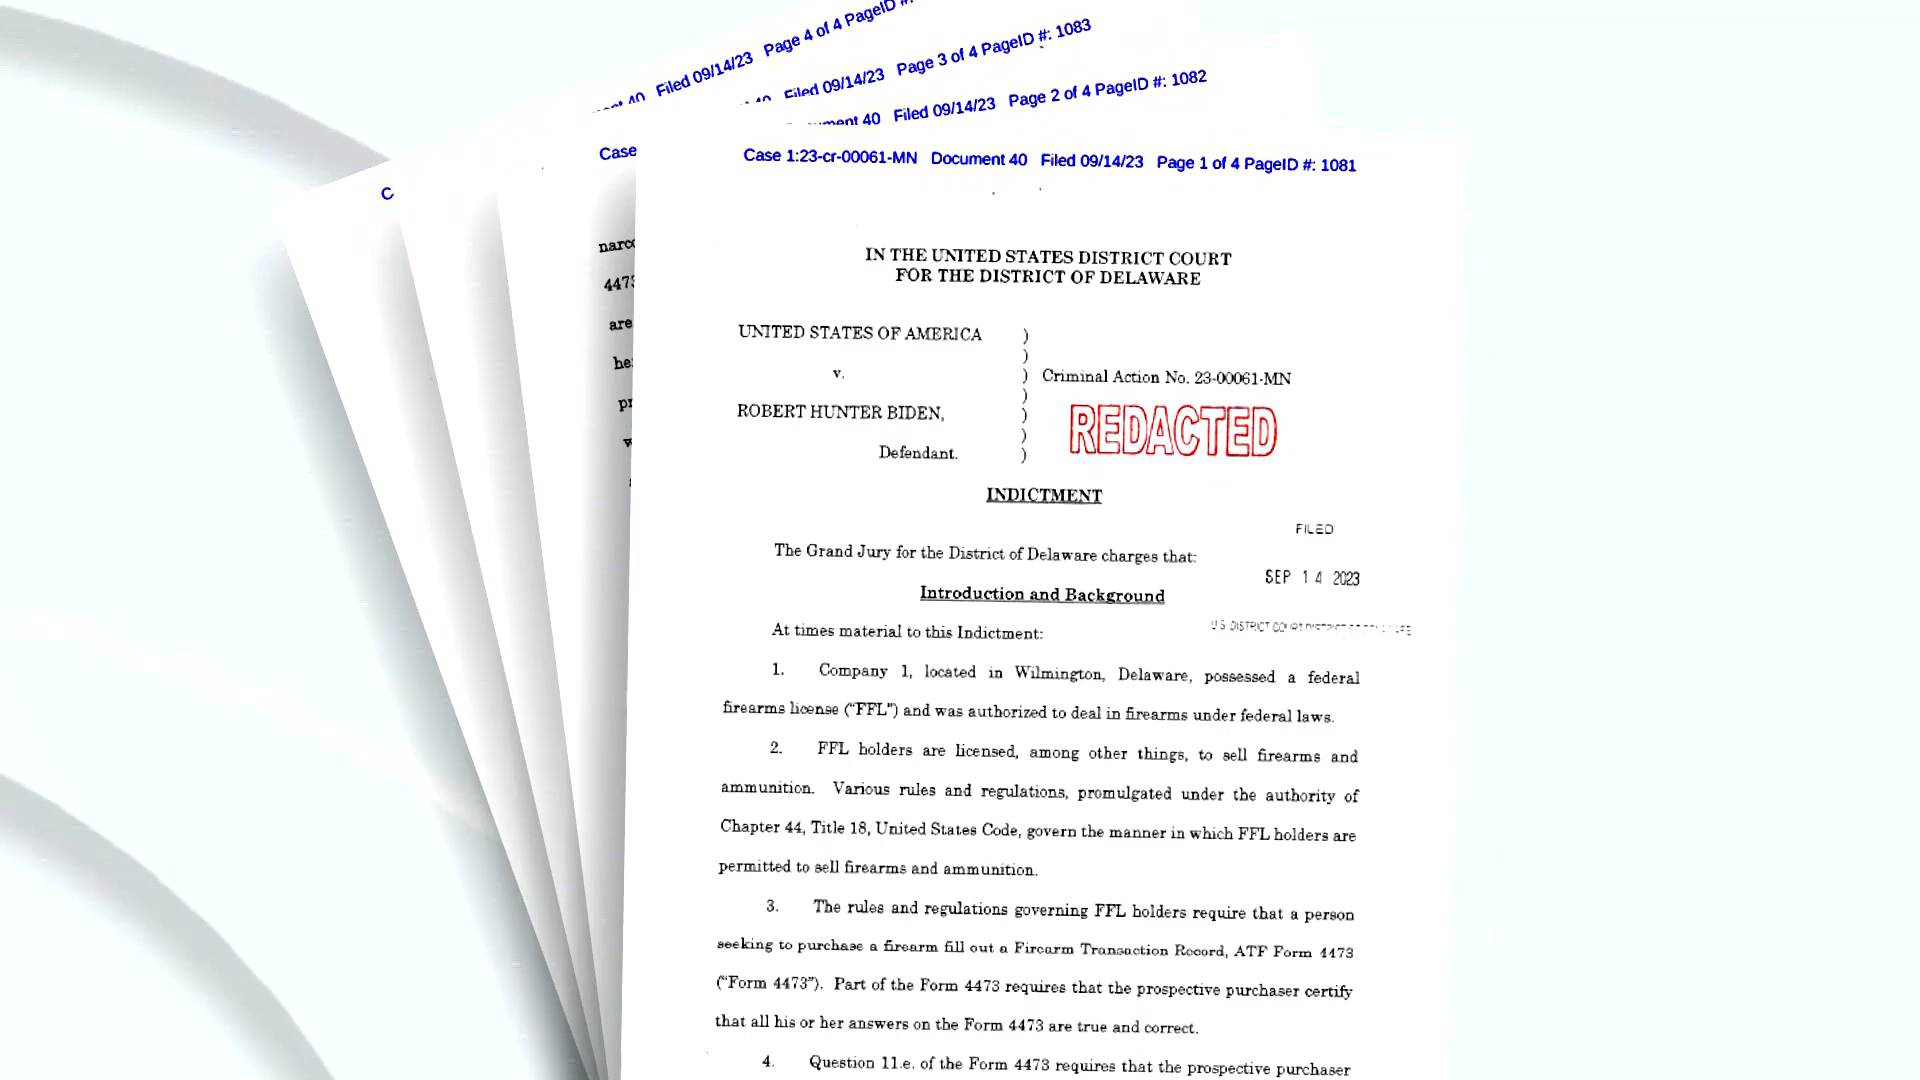 Page 4 of 4 PageID
Filed 09/14/23
40
Page 3 of 4 PageID #: 1083
Filed 09/14/23
40
Document 40 Filed 09/14/23 Page 2 of 4 PageID #: 1082
Case
C
Case 1:23-cr-00061-MN Document 40 Filed 09/14/23 Page 1 of 4 PageID #: 1081
4473
are
IN THE UNITED STATES DISTRICT COURT
FOR THE DISTRICT OF DELAWARE
UNITED STATES OF AMERICA )
)
v. ) Criminal Action No. 23-00061-MN
)
ROBERT HUNTER BIDEN, )
)
Defendant. )
REDACTED
INDICTMENT
FILED
The Grand Jury for the District of Delaware charges that:
SEP 14 2023
Introduction and Background
U.S. DISTRICT COURT
At times material to this Indictment:
1. Company 1, located in Wilmington, Delaware, possessed a federal
firearms license ("FFL") and was authorized to deal in firearms under federal laws.
2. FFL holders are licensed, among other things, to sell firearms and
ammunition. Various rules and regulations, promulgated under the authority of
Chapter 44, Title 18, United States Code, govern the manner in which FFL holders are
permitted to sell firearms and ammunition.
3. The rules and regulations governing FFL holders require that a person
seeking to purchase a firearm fill out a Firearm Transaction Record, ATF Form 4473
("Form 4473"). Part of the Form 4473 requires that the prospective purchaser certify
that all his or her answers on the Form 4473 are true and correct.
4. Question 11.e. of the Form 4473 requires that the prospective purchaser